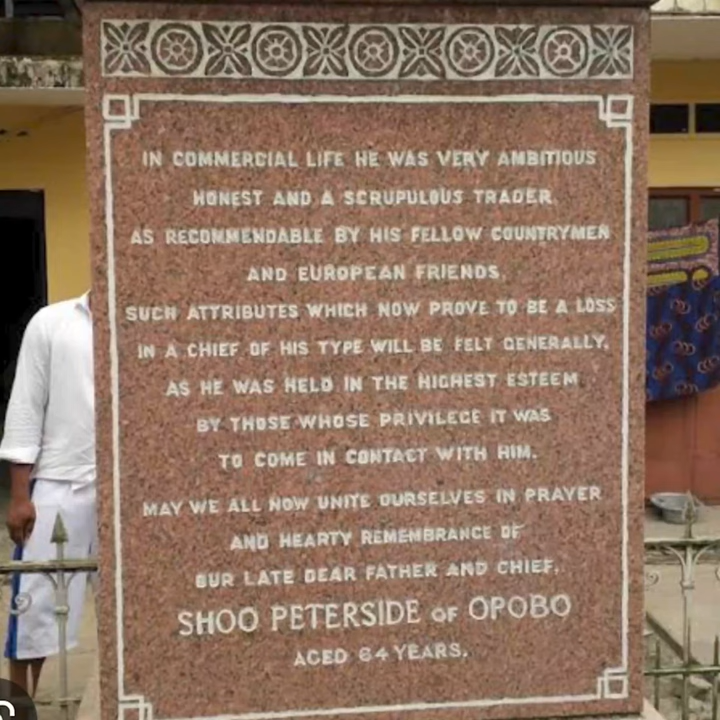 IN COMMERCIAL LIFE HE WAS VERY AMBITIOUS
HONEST AND A SCRUPULOUS TRADER.
AS RECOMMENDABLE BY HIS FELLOW COUNTRYMEN
AND EUROPEAN FRIENDS,
SUCH ATTRIBUTES WHICH NOW PROVE TO BE A LOSS
IN A CHIEF OF HIS TYPE WILL BE FELT GENERALLY,
AS HE WAS HELD IN THE HIGHEST ESTEEM
BY THOSE WHOSE PRIVILEGE IT WAS
TO COME IN CONTACT WITH HIM.
MAY WE ALL NOW UNITE OURSELVES IN PRAYER
AND HEARTY REMEMBRANCE OF
OUR LATE DEAR FATHER AND CHIEF,
SHOO PETERSIDE OF OPOBO
AGED 64 YEARS.